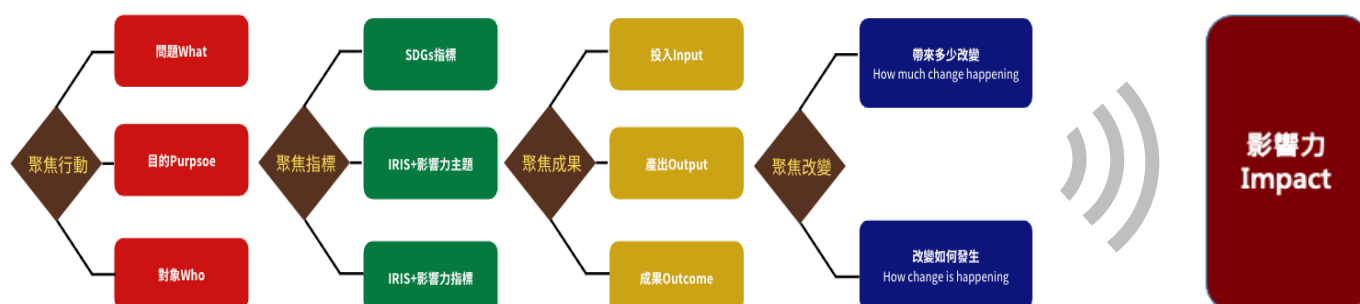 聚焦行動
問題What
目的Purpsoe
對象Who
聚焦指標
SDGs指標
IRIS+影響力主題
IRIS+影響力指標
聚焦成果
投入Input
產出Output
成果Outcome
聚焦改變
帶來多少改變
How much change happening
改變如何發生
How change is happening
影響力
Impact